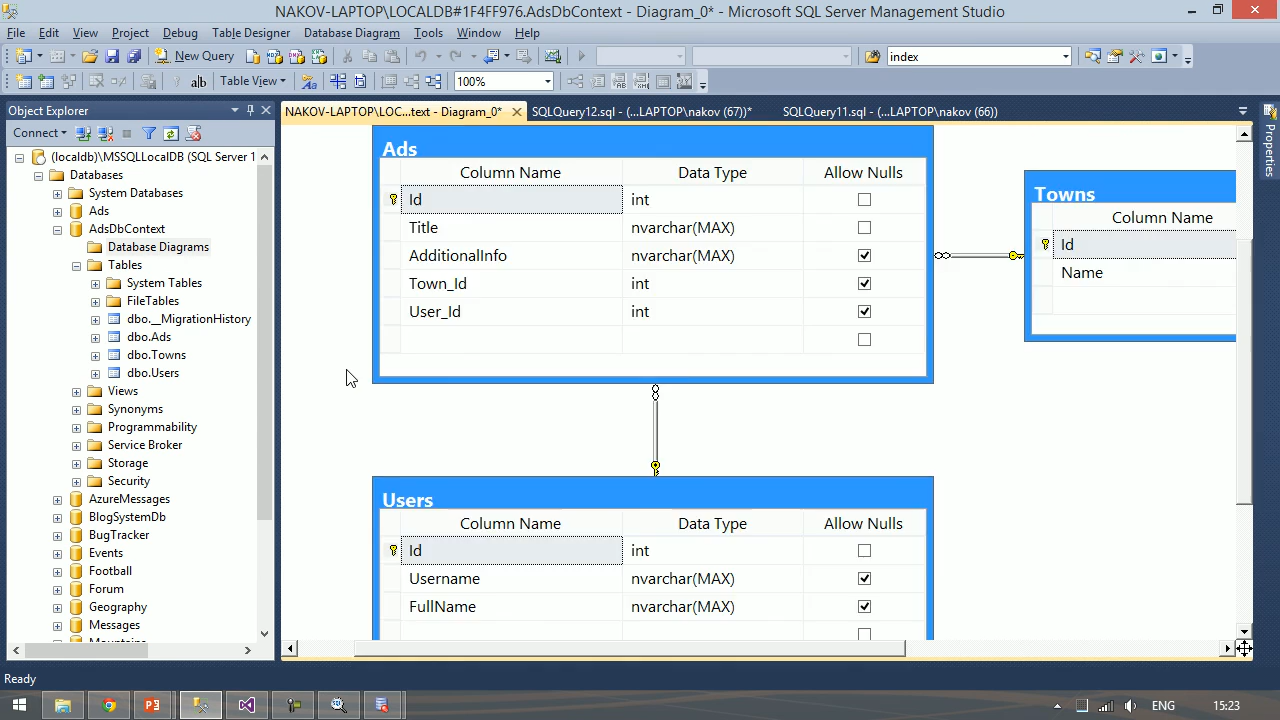 NAKOV-LAPTOP\LOCALDB#1F4FF976.AdsDbContext - Diagram_0* - Microsoft SQL Server Management Studio
File Edit View Project Debug Table Designer Database Diagram Tools Window Help
New Query index
Table View 100%
Object Explorer
NAKOV-LAPTOP\LOC...text - Diagram_0* SQLQuery12.sql - (...LAPTOP\nakov (67))* SQLQuery11.sql - (...LAPTOP\nakov (66))
Properties
Connect
(localdb)\MSSQLLocalDB (SQL Server 1
Databases
System Databases
Ads
AdsDbContext
Database Diagrams
Tables
System Tables
FileTables
dbo.__MigrationHistory
dbo.Ads
dbo.Towns
dbo.Users
Views
Synonyms
Programmability
Service Broker
Storage
Security
AzureMessages
BlogSystemDb
BugTracker
Events
Football
Forum
Geography
Messages
Ads
Column Name Data Type Allow Nulls
Id int
Title nvarchar(MAX)
AdditionalInfo nvarchar(MAX)
Town_Id int
User_Id int
Towns
Column Name
Id
Name
Users
Column Name Data Type Allow Nulls
Id int
Username nvarchar(MAX)
FullName nvarchar(MAX)
Ready
ENG 15:23